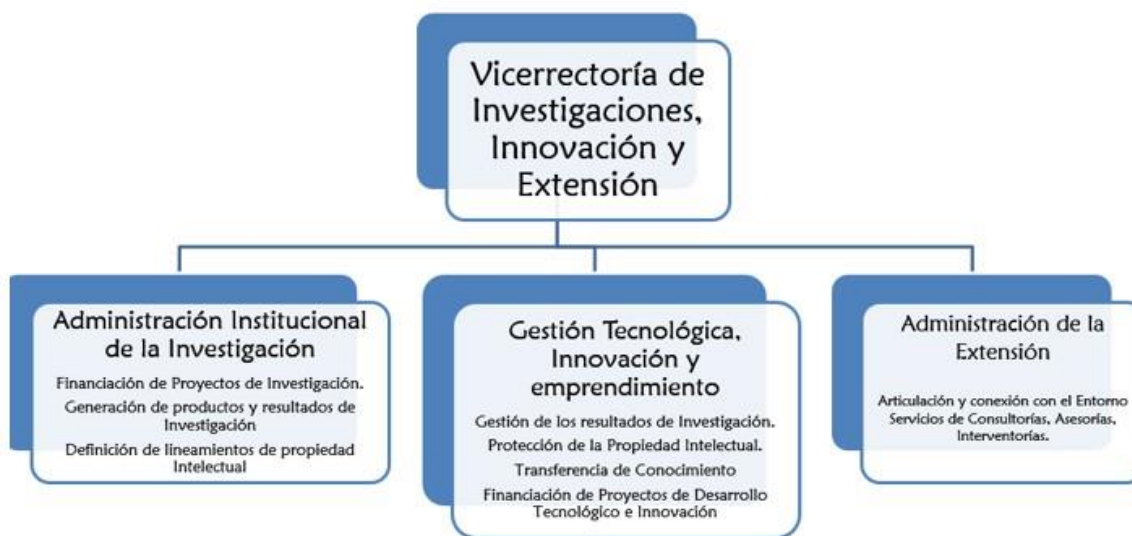 Vicerrectoría de
Investigaciones,
Innovación y
Extensión
Administración Institucional
de la Investigación
Financiación de Proyectos de Investigación.
Generación de productos y resultados de
Investigación
Definición de lineamientos de propiedad
Intelectual
Gestión Tecnológica,
Innovación y
emprendimiento
Gestión de los resultados de Investigación.
Protección de la Propiedad Intelectual.
Transferencia de Conocimiento
Financiación de Proyectos de Desarrollo
Tecnológico e Innovación
Administración de la
Extensión
Articulación y conexión con el Entorno
Servicios de Consultorías, Asesorías,
Interventorías.